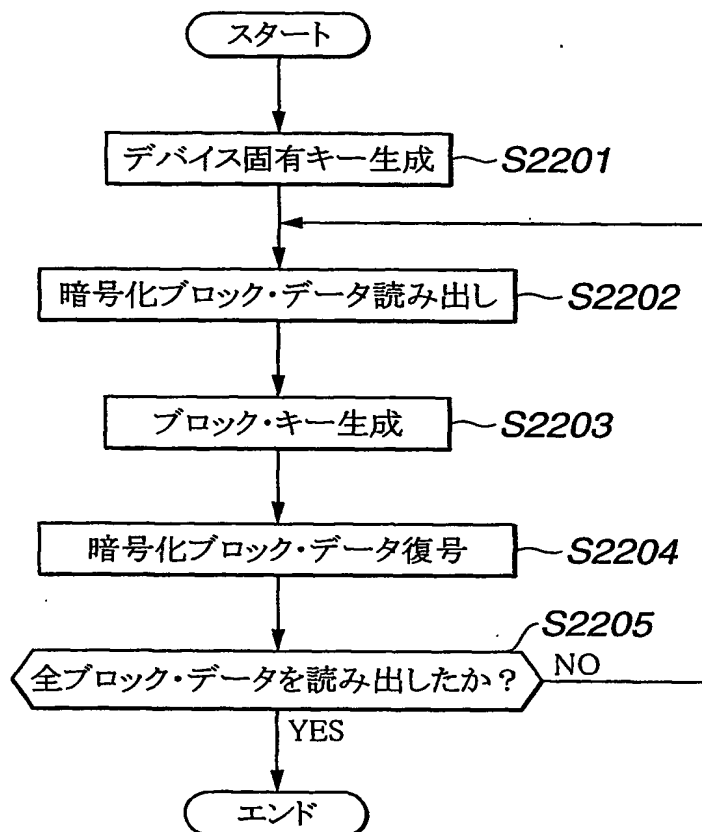 スタート
デバイス固有キー生成 S2201
暗号化ブロック・データ読み出し S2202
ブロック・キー生成 S2203
暗号化ブロック・データ復号 S2204
S2205
全ブロック・データを読み出したか? NO
YES
エンド